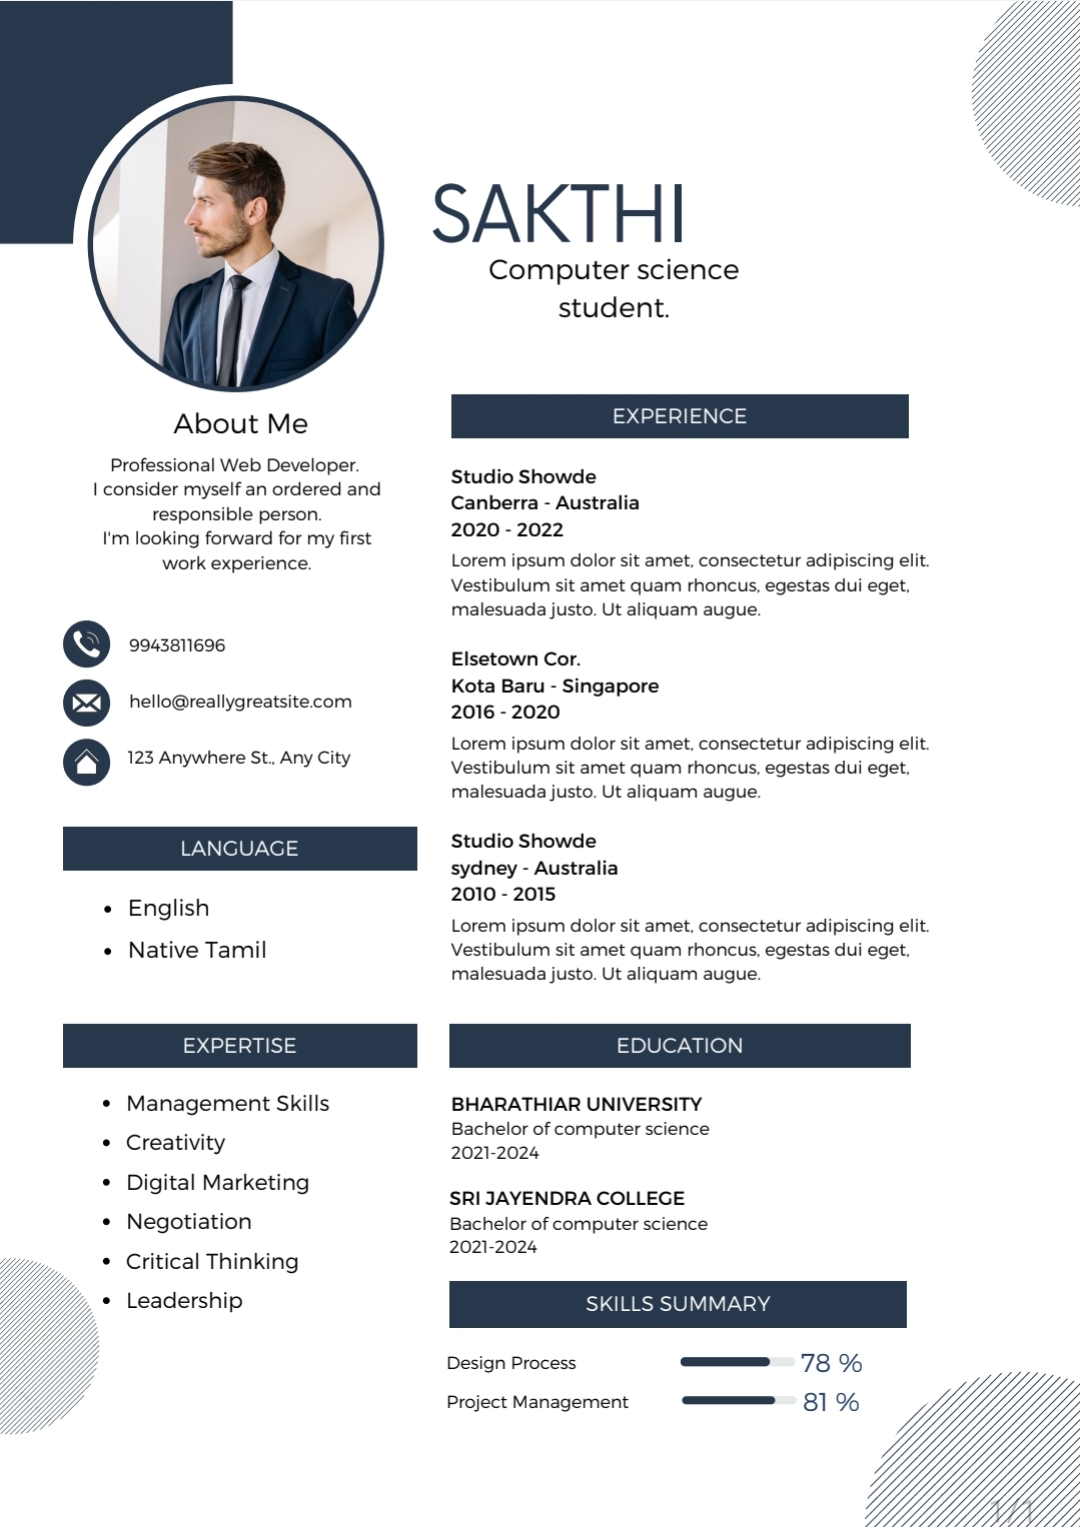 SAKTHI
Computer science
student.
About Me
Professional Web Developer.
I consider myself an ordered and
responsible person.
I'm looking forward for my first
work experience.
9943811696
hello@reallygreatsite.com
123 Anywhere St., Any City
LANGUAGE
English
Native Tamil
EXPERTISE
Management Skills
Creativity
Digital Marketing
Negotiation
Critical Thinking
Leadership
EXPERIENCE
Studio Showde
Canberra - Australia
2020 - 2022
Lorem ipsum dolor sit amet, consectetur adipiscing elit.
Vestibulum sit amet quam rhoncus, egestas dui eget,
malesuada justo. Ut aliquam augue.
Elsetown Cor.
Kota Baru - Singapore
2016 - 2020
Lorem ipsum dolor sit amet, consectetur adipiscing elit.
Vestibulum sit amet quam rhoncus, egestas dui eget,
malesuada justo. Ut aliquam augue.
Studio Showde
sydney - Australia
2010 - 2015
Lorem ipsum dolor sit amet, consectetur adipiscing elit.
Vestibulum sit amet quam rhoncus, egestas dui eget,
malesuada justo. Ut aliquam augue.
EDUCATION
BHARATHIAR UNIVERSITY
Bachelor of computer science
2021-2024
SRI JAYENDRA COLLEGE
Bachelor of computer science
2021-2024
SKILLS SUMMARY
Design Process 78 %
Project Management 81 %
1/1